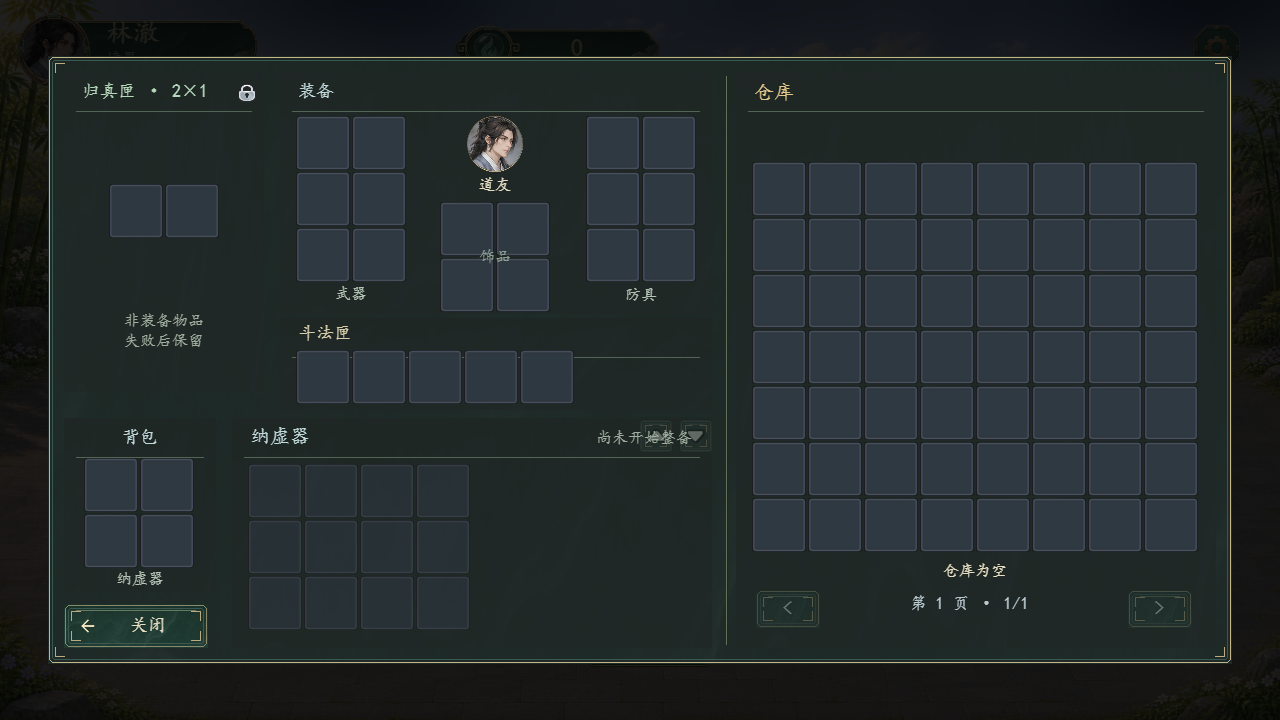 林澈
0
归真匣 • 2×1
装备
仓库
道友
饰品
武器
防具
非装备物品
失败后保留
斗法匣
背包
纳虚器
尚未开始整备
纳虚器
仓库为空
关闭
第 1 页 • 1/1